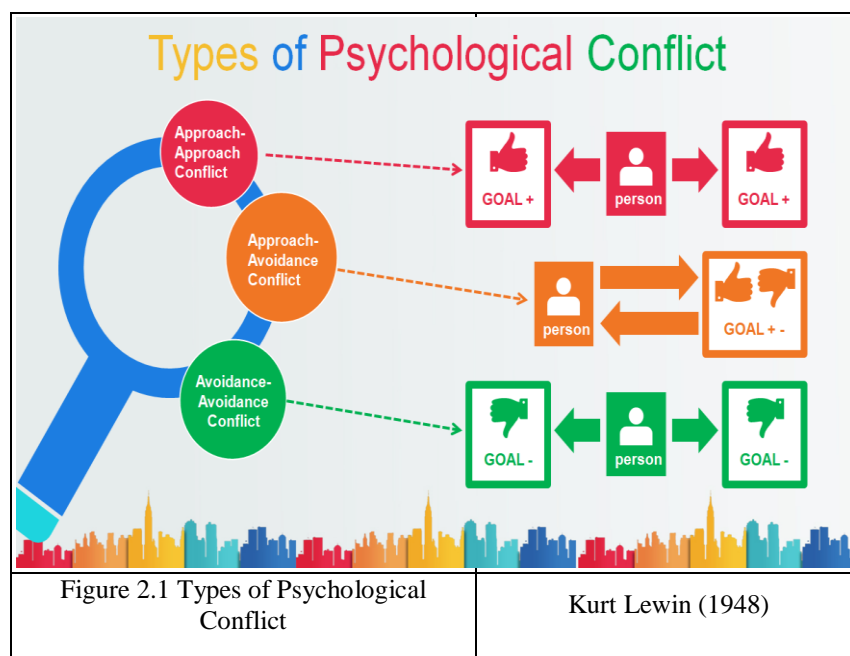 Types of Psychological Conflict
Approach-
Approach
Conflict
GOAL +
person
GOAL +
Approach-
Avoidance
Conflict
person
GOAL + -
Avoidance-
Avoidance
Conflict
GOAL -
person
GOAL -
Figure 2.1 Types of Psychological
Conflict
Kurt Lewin (1948)